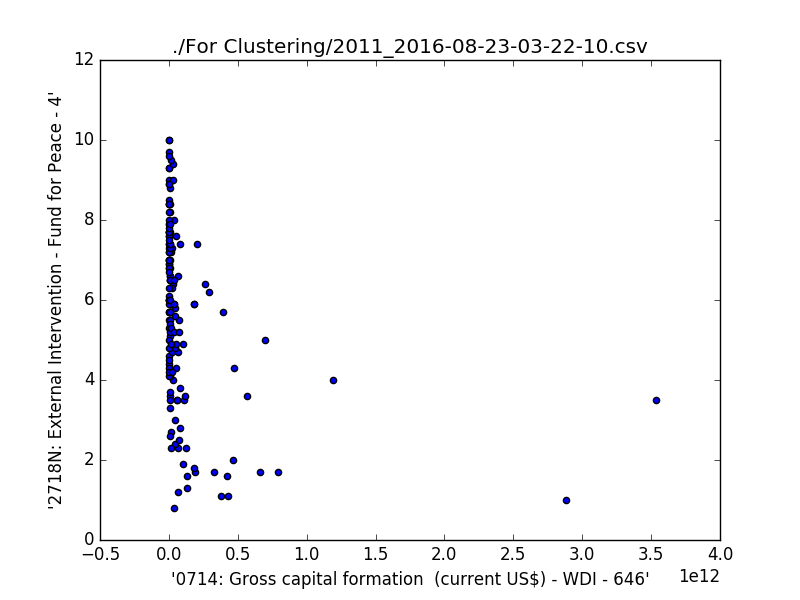 ./For Clustering/2011_2016-08-23-03-22-10.csv
12
10
8
6
4
2
0
'2718N: External Intervention - Fund for Peace - 4'
−0.5 0.0 0.5 1.0 1.5 2.0 2.5 3.0 3.5 4.0
1e12
'0714: Gross capital formation  (current US$) - WDI - 646'